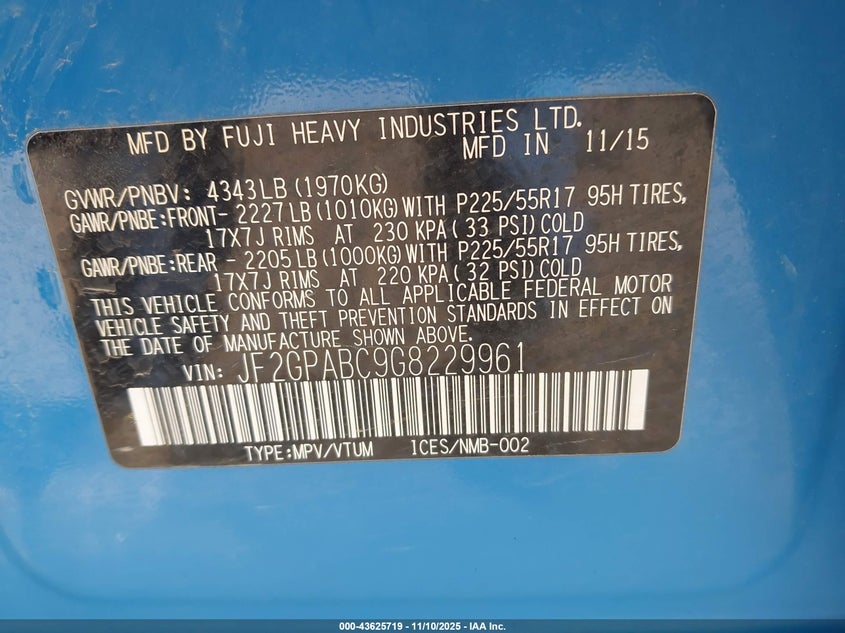 MFD BY FUJI HEAVY INDUSTRIES LTD.
MFD IN 11/15
GVWR/PNBV: 4343LB (1970KG)
GAWR/PNBE:FRONT- 2227LB(1010KG)WITH P225/55R17 95H TIRES,
17X7J RIMS AT 230 KPA( 33 PSI)COLD
GAWR/PNBE:REAR - 2205LB(1000KG)WITH P225/55R17 95H TIRES,
17X7J RIMS AT 220 KPA( 32 PSI)COLD
THIS VEHICLE CONFORMS TO ALL APPLICABLE FEDERAL MOTOR
VEHICLE SAFETY AND THEFT PREVENTION STANDARDS IN EFFECT ON
THE DATE OF MANUFACTURE SHOWN ABOVE.
VIN: JF2GPABC9G8229961
TYPE:MPV/VTUM ICES/NMB-002
000-43625719 - 11/10/2025 - IAA Inc.